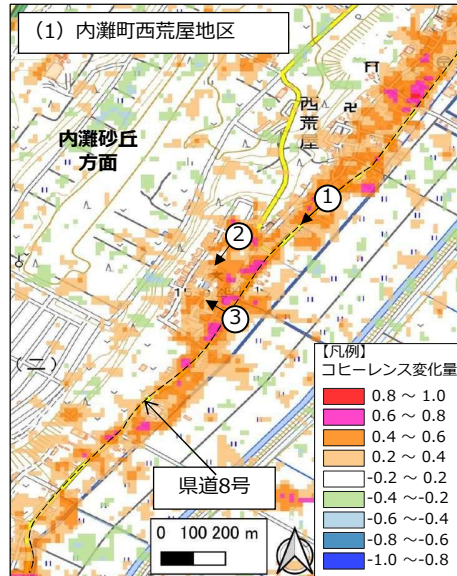 （1）内灘町西荒屋地区
内灘砂丘
方面
西荒屋
①
②
③
（二）
県道8号
0 100 200 m
【凡例】
コヒーレンス変化量
0.8 ～ 1.0
0.6 ～ 0.8
0.4 ～ 0.6
0.2 ～ 0.4
-0.2 ～ 0.2
-0.4 ～-0.2
-0.6 ～-0.4
-0.8 ～-0.6
-1.0 ～-0.8